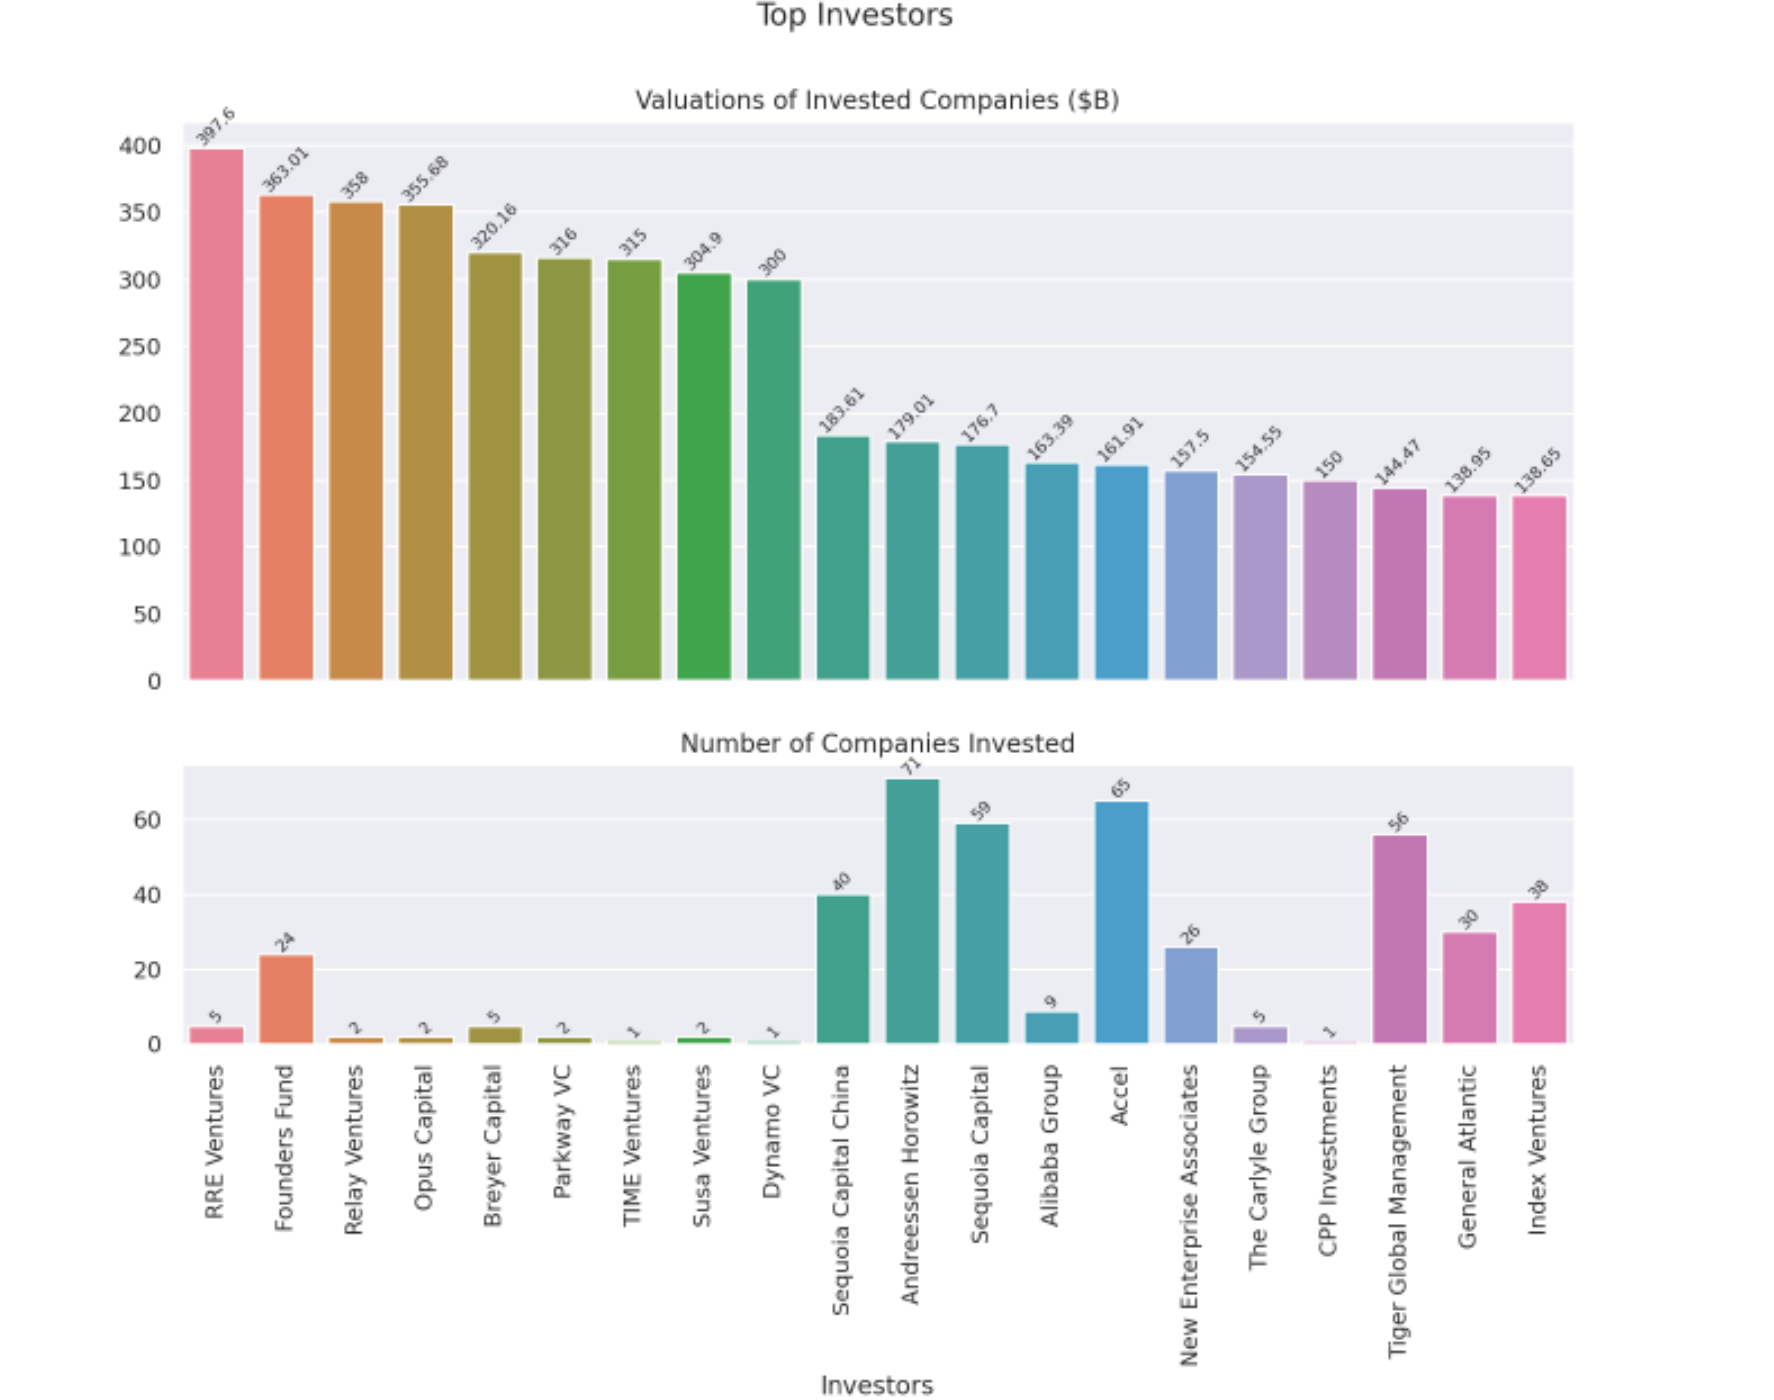 Top Investors
Valuations of Invested Companies ($B)
400
350
300
250
200
150
100
50
0
397.6
363.01
358
355.68
320.16
316
315
304.9
300
183.61
179.01
176.7
163.39
161.91
157.5
154.55
150
144.47
138.95
138.65
Number of Companies Invested
60
40
20
0
5
24
2
2
5
2
1
2
1
40
71
59
9
65
26
5
1
56
30
38
RRE Ventures
Founders Fund
Relay Ventures
Opus Capital
Breyer Capital
Parkway VC
TIME Ventures
Susa Ventures
Dynamo VC
Sequoia Capital China
Andreessen Horowitz
Sequoia Capital
Alibaba Group
Accel
New Enterprise Associates
The Carlyle Group
CPP Investments
Tiger Global Management
General Atlantic
Index Ventures
Investors